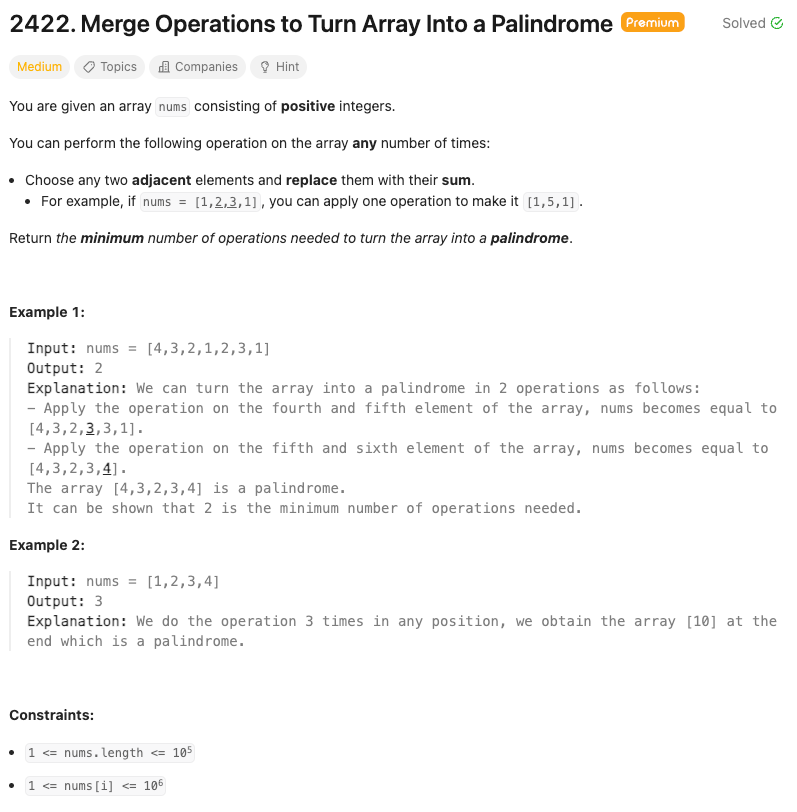 2422. Merge Operations to Turn Array Into a Palindrome Premium Solved
Medium Topics Companies Hint
You are given an array nums consisting of positive integers.
You can perform the following operation on the array any number of times:
• Choose any two adjacent elements and replace them with their sum.
• For example, if nums = [1,2,3,1], you can apply one operation to make it [1,5,1].
Return the minimum number of operations needed to turn the array into a palindrome.
Example 1:
Input: nums = [4,3,2,1,2,3,1]
Output: 2
Explanation: We can turn the array into a palindrome in 2 operations as follows:
- Apply the operation on the fourth and fifth element of the array, nums becomes equal to
[4,3,2,3,3,1].
- Apply the operation on the fifth and sixth element of the array, nums becomes equal to
[4,3,2,3,4].
The array [4,3,2,3,4] is a palindrome.
It can be shown that 2 is the minimum number of operations needed.
Example 2:
Input: nums = [1,2,3,4]
Output: 3
Explanation: We do the operation 3 times in any position, we obtain the array [10] at the
end which is a palindrome.
Constraints:
• 1 <= nums.length <= 10⁵
• 1 <= nums[i] <= 10⁶